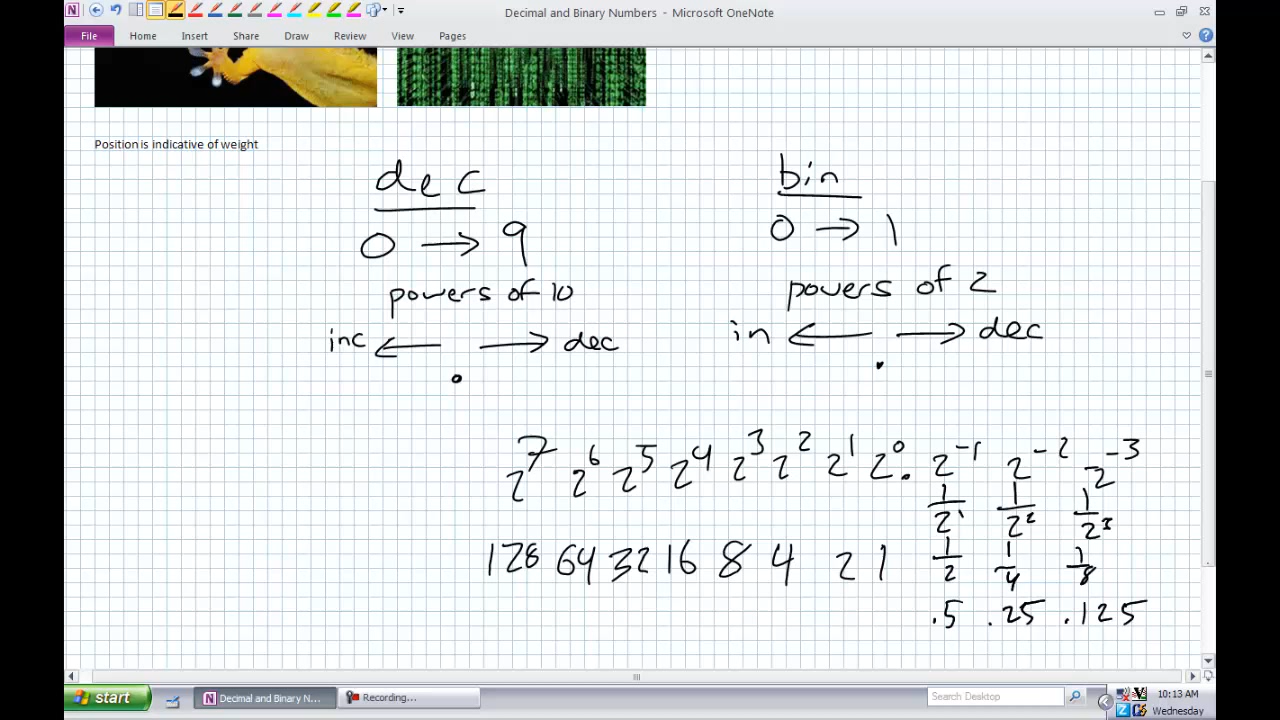 Decimal and Binary Numbers - Microsoft OneNote
File Home Insert Share Draw Review View Pages
Position is indicative of weight
dec bin
0 → 9 0 → 1
powers of 10 powers of 2
inc ← → dec in ← → dec
. .
2^7 2^6 2^5 2^4 2^3 2^2 2^1 2^0 . 2^-1 2^-2 2^-3
1/2^1 1/2^2 1/2^3
128 64 32 16 8 4 2 1 1/2 1/4 1/8
.5 .25 .125
start Decimal and Binary N... Recording... Search Desktop 10:13 AM
Wednesday